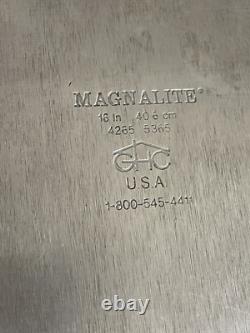 MAGNALITE®
16 in 40 6 cm
4265 5365
GHC
U.S.A.
1-800-545-4411